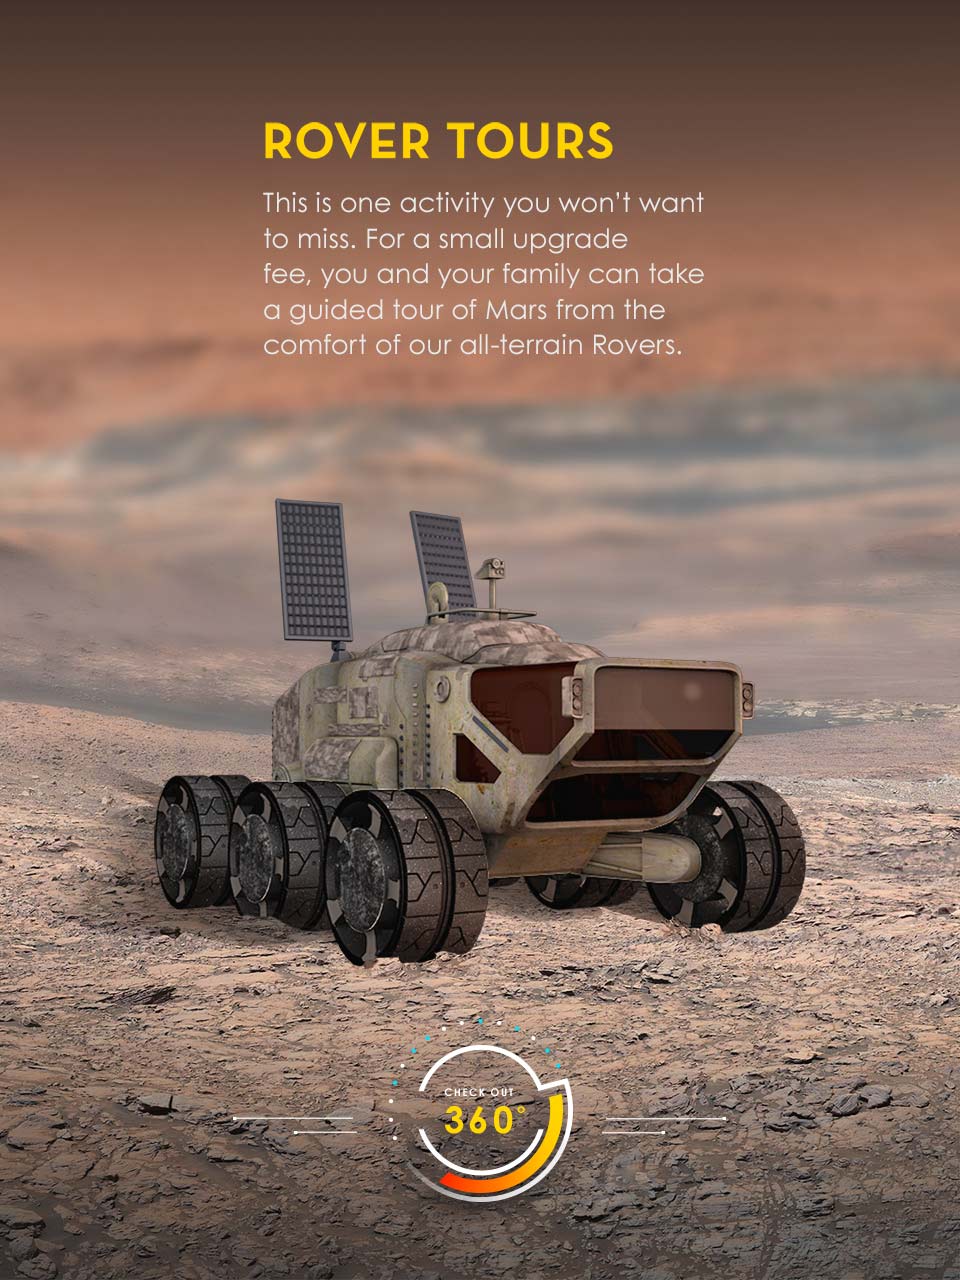 ROVER TOURS
This is one activity you won't want
to miss. For a small upgrade
fee, you and your family can take
a guided tour of Mars from the
comfort of our all-terrain Rovers.
CHECK OUT
360°